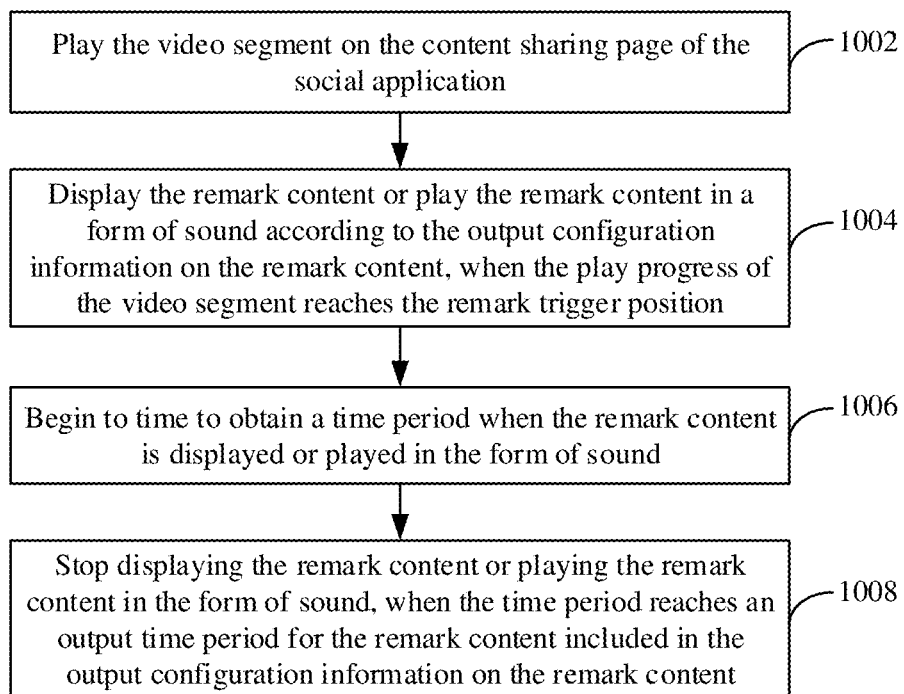 Play the video segment on the content sharing page of the
social application
1002
Display the remark content or play the remark content in a
form of sound according to the output configuration
information on the remark content, when the play progress of
the video segment reaches the remark trigger position
1004
Begin to time to obtain a time period when the remark content
is displayed or played in the form of sound
1006
Stop displaying the remark content or playing the remark
content in the form of sound, when the time period reaches an
output time period for the remark content included in the
output configuration information on the remark content
1008